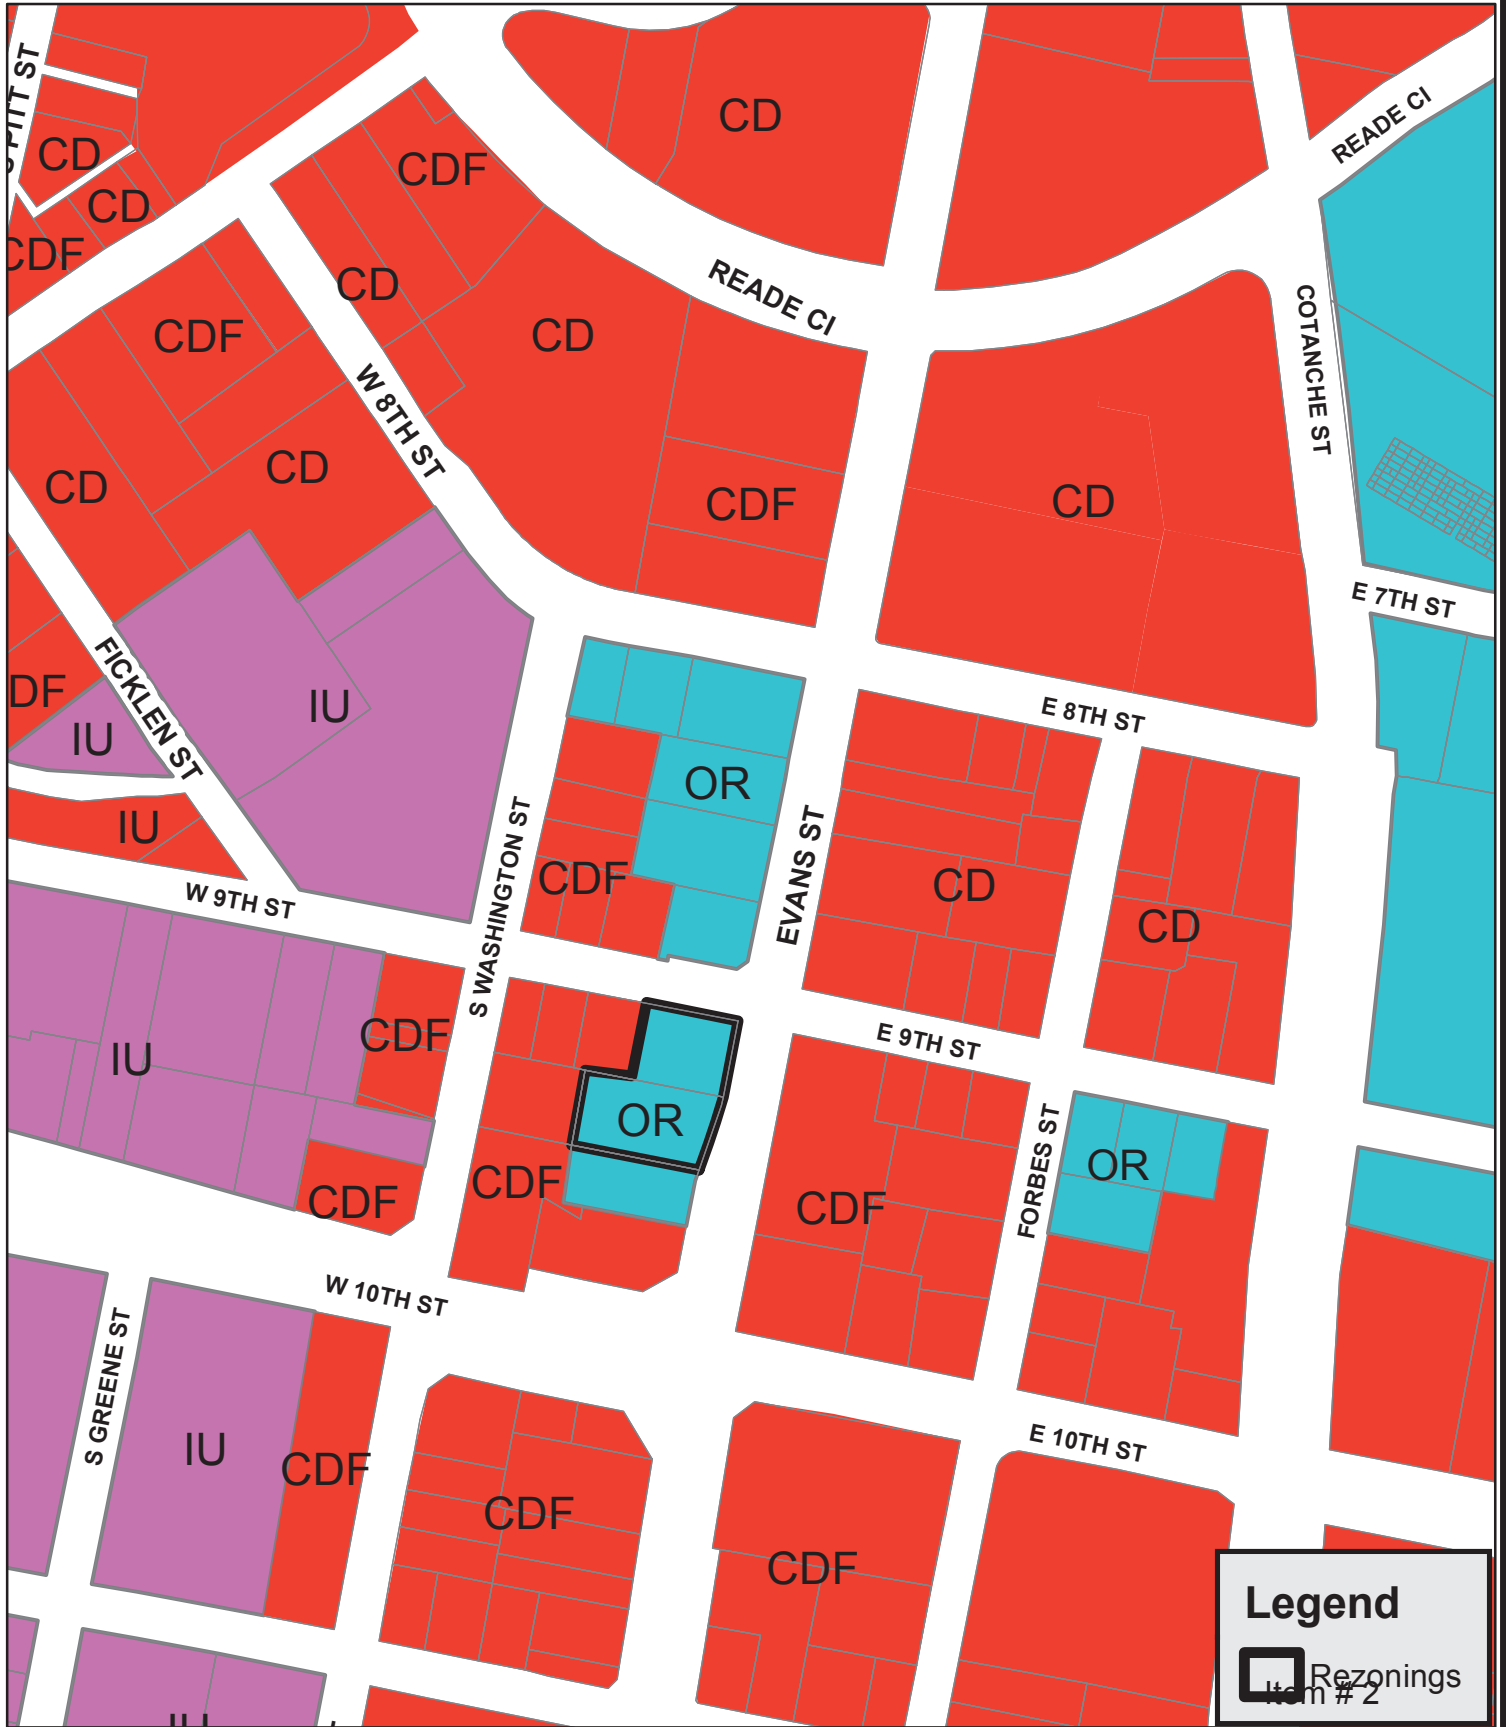 S PITT ST
CD
CD
CDF
CD
READE CI
CDF
CD
CDF
CD
READE CI
COTANCHE ST
W 8TH ST
CD
CD
CDF
CD
E 7TH ST
DF
FICKLEN ST
IU
IU
IU
E 8TH ST
OR
CDF
S WASHINGTON ST
EVANS ST
CD
CD
W 9TH ST
IU
CDF
CDF
E 9TH ST
OR
CDF
CDF
FORBES ST
OR
W 10TH ST
S GREENE ST
IU
CDF
CDF
CDF
E 10TH ST
IU
Legend
Rezonings
Item # 2